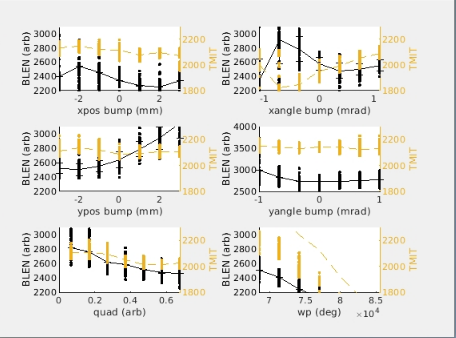 3000 2200
2800
2600 2000
2400
2200 1800
-2 0 2
BLEN (arb) TMIT
xpos bump (mm)
3000 2200
2800
2600 2000
2400
2200 1800
-1 0 1
BLEN (arb) TMIT
xangle bump (mrad)
3000 2200
2800
2600 2000
2400
2200 1800
-2 0 2
BLEN (arb) TMIT
ypos bump (mm)
4000 2200
3500
3000 2000
2500
2000 1800
-1 0 1
BLEN (arb) TMIT
yangle bump (mrad)
3000 2200
2800
2600 2000
2400
2200 1800
0 0.2 0.4 0.6
BLEN (arb) TMIT
quad (arb)
3000 2200
2800
2600 2000
2400
2200 1800
7 7.5 8 8.5
×10⁴
BLEN (arb) TMIT
wp (deg)